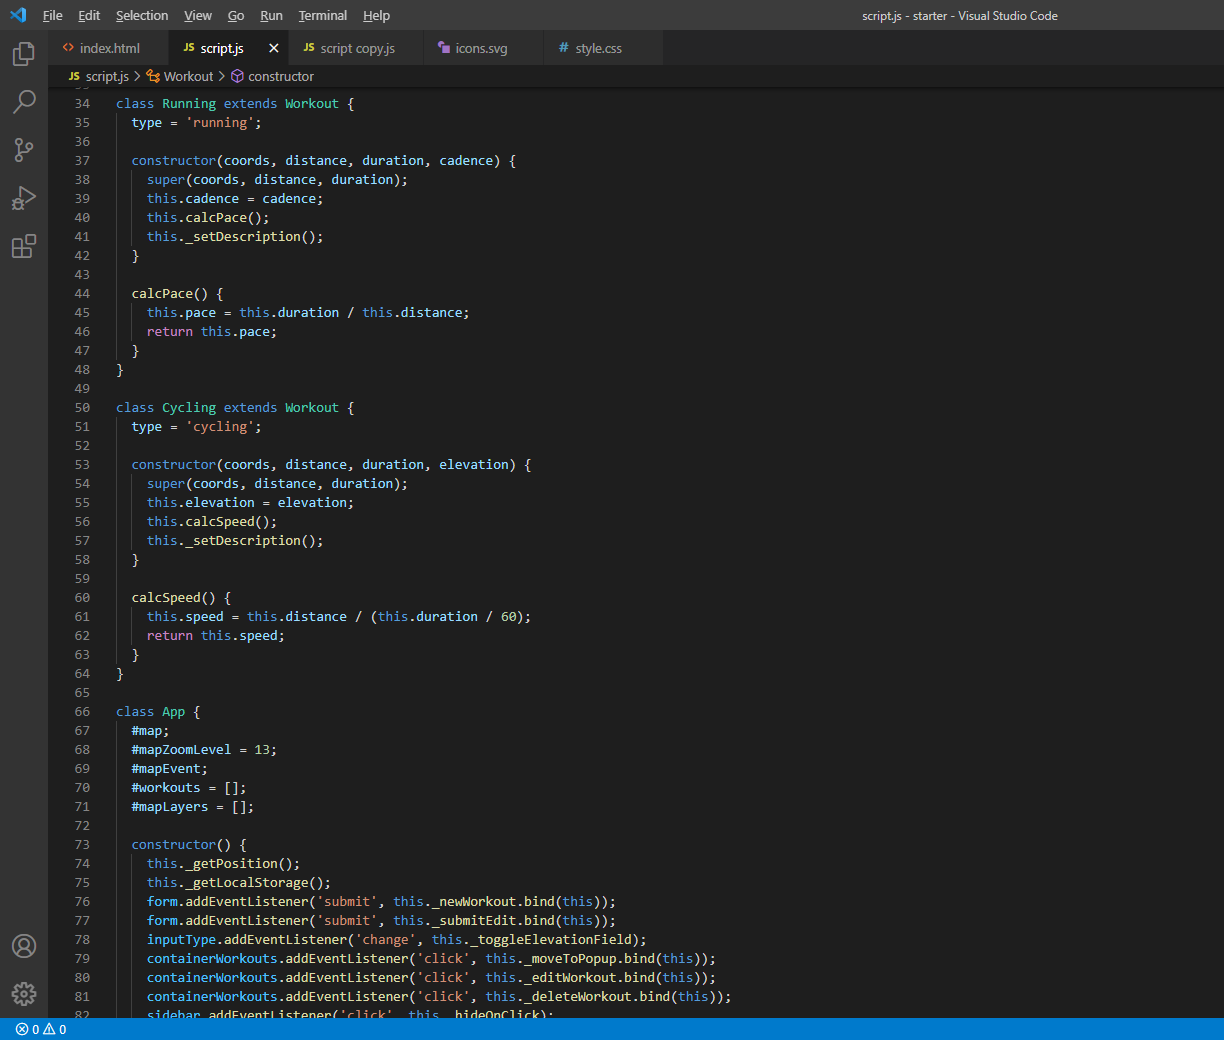 File Edit Selection View Go Run Terminal Help script.js - starter - Visual Studio Code
index.html JS script.js JS script copy.js icons.svg # style.css
JS script.js > Workout > constructor
34 class Running extends Workout {
35 type = 'running';
36
37 constructor(coords, distance, duration, cadence) {
38 super(coords, distance, duration);
39 this.cadence = cadence;
40 this.calcPace();
41 this._setDescription();
42 }
43
44 calcPace() {
45 this.pace = this.duration / this.distance;
46 return this.pace;
47 }
48 }
49
50 class Cycling extends Workout {
51 type = 'cycling';
52
53 constructor(coords, distance, duration, elevation) {
54 super(coords, distance, duration);
55 this.elevation = elevation;
56 this.calcSpeed();
57 this._setDescription();
58 }
59
60 calcSpeed() {
61 this.speed = this.distance / (this.duration / 60);
62 return this.speed;
63 }
64 }
65
66 class App {
67 #map;
68 #mapZoomLevel = 13;
69 #mapEvent;
70 #workouts = [];
71 #mapLayers = [];
72
73 constructor() {
74 this._getPosition();
75 this._getLocalStorage();
76 form.addEventListener('submit', this._newWorkout.bind(this));
77 form.addEventListener('submit', this._submitEdit.bind(this));
78 inputType.addEventListener('change', this._toggleElevationField);
79 containerWorkouts.addEventListener('click', this._moveToPopup.bind(this));
80 containerWorkouts.addEventListener('click', this._editWorkout.bind(this));
81 containerWorkouts.addEventListener('click', this._deleteWorkout.bind(this));
82 sidebar.addEventListener('click', this._hideOnClick);
0 0